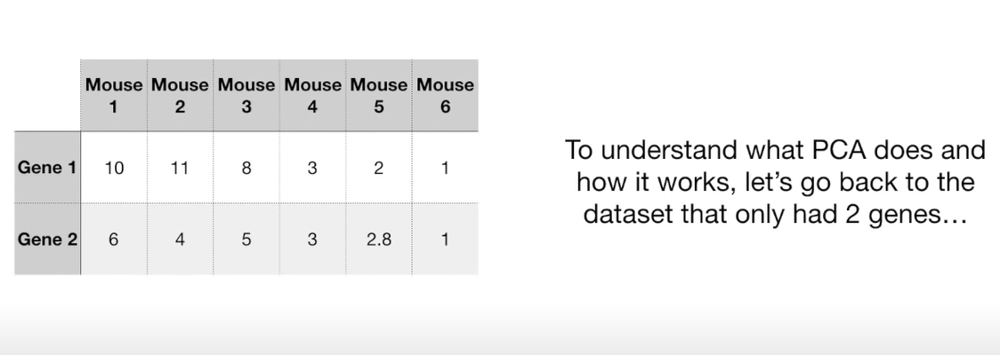 Mouse Mouse Mouse Mouse Mouse Mouse
1 2 3 4 5 6
Gene 1 10 11 8 3 2 1
Gene 2 6 4 5 3 2.8 1
To understand what PCA does and
how it works, let’s go back to the
dataset that only had 2 genes…